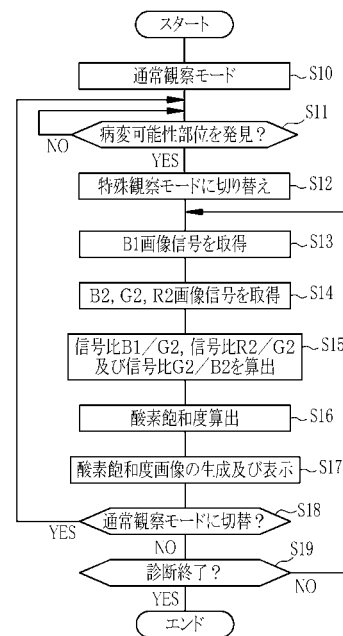 スタート
通常観察モード
S10
病変可能性部位を発見?
S11
NO
YES
特殊観察モードに切り替え
S12
B1画像信号を取得
S13
B2, G2, R2画像信号を取得
S14
信号比B1/G2, 信号比R2/G2
及び信号比G2/B2を算出
S15
酸素飽和度算出
S16
酸素飽和度画像の生成及び表示
S17
通常観察モードに切替?
S18
YES
NO
診断終了?
S19
NO
YES
エンド